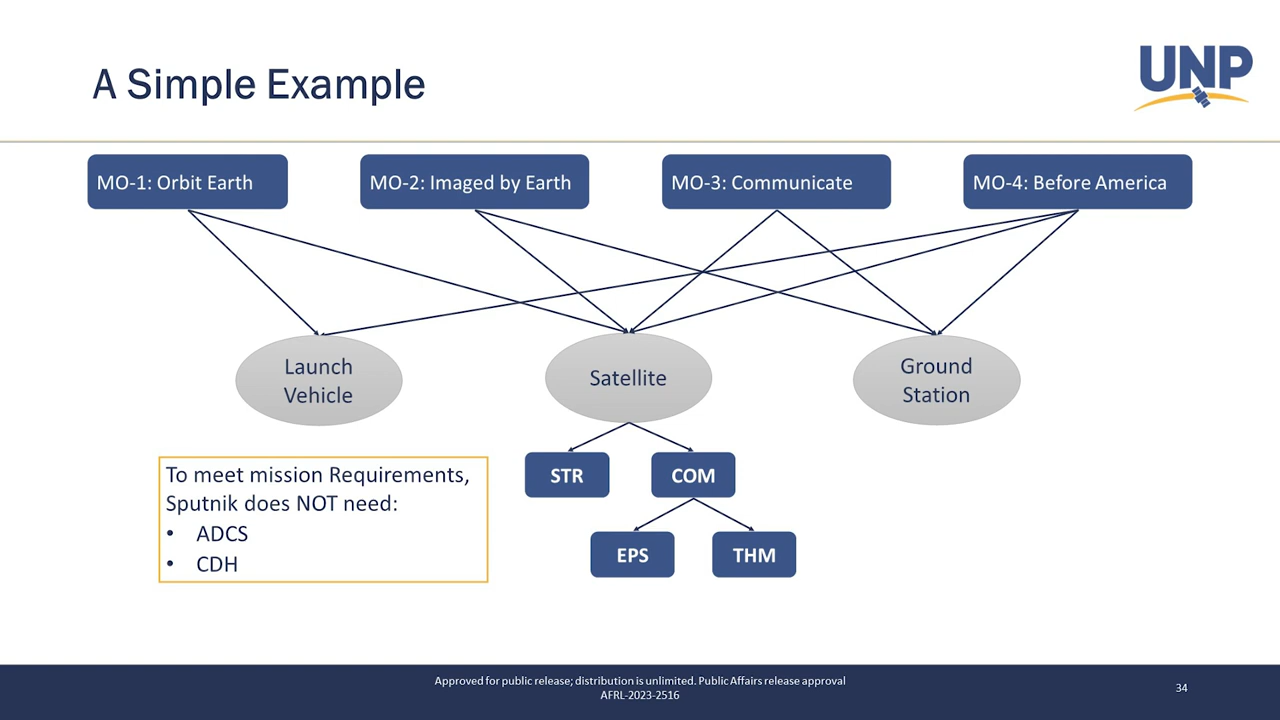 A Simple Example
UNP
MO-1: Orbit Earth
MO-2: Imaged by Earth
MO-3: Communicate
MO-4: Before America
Launch
Vehicle
Satellite
Ground
Station
STR
COM
EPS
THM
To meet mission Requirements,
Sputnik does NOT need:
• ADCS
• CDH
Approved for public release; distribution is unlimited. Public Affairs release approval
AFRL-2023-2516
34